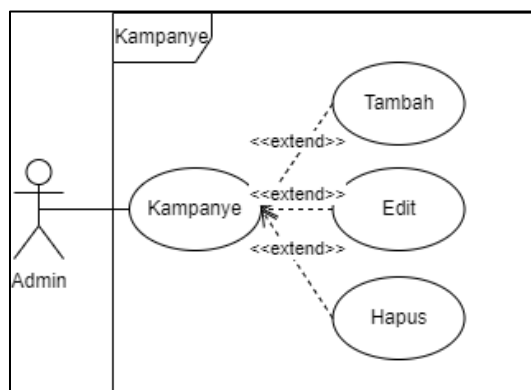 Kampanye
Tambah
<<extend>>
Kampanye
<<extend>>
Edit
<<extend>>
Admin
Hapus